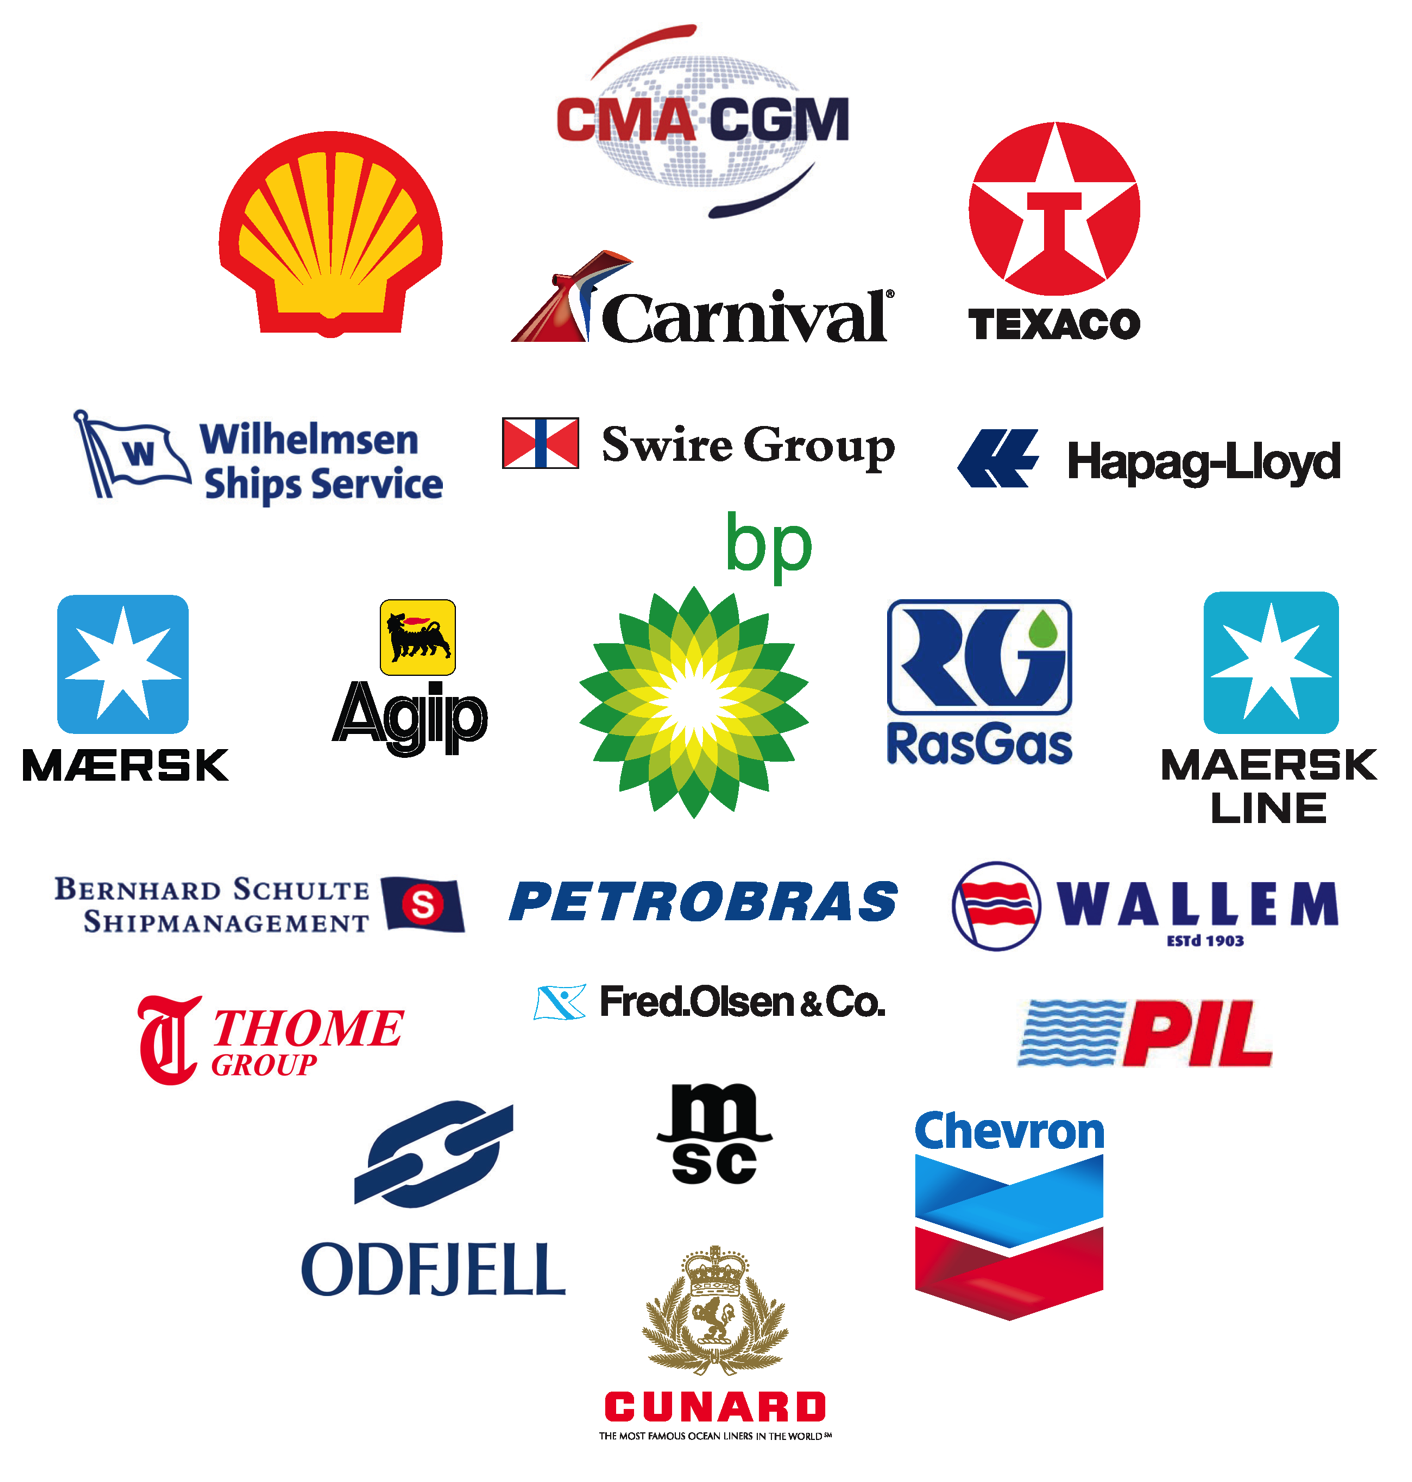 CMA CGM
TEXACO
Carnival®
Wilhelmsen
Ships Service
W
Swire Group
Hapag-Lloyd
bp
MÆRSK
Agip
RG
RasGas
MAERSK
LINE
BERNHARD SCHULTE
SHIPMANAGEMENT
S
PETROBRAS
WALLEM
ESTd 1903
T THOME
GROUP
Fred.Olsen & Co.
PIL
msc
Chevron
ODFJELL
CUNARD
THE MOST FAMOUS OCEAN LINERS IN THE WORLD℠